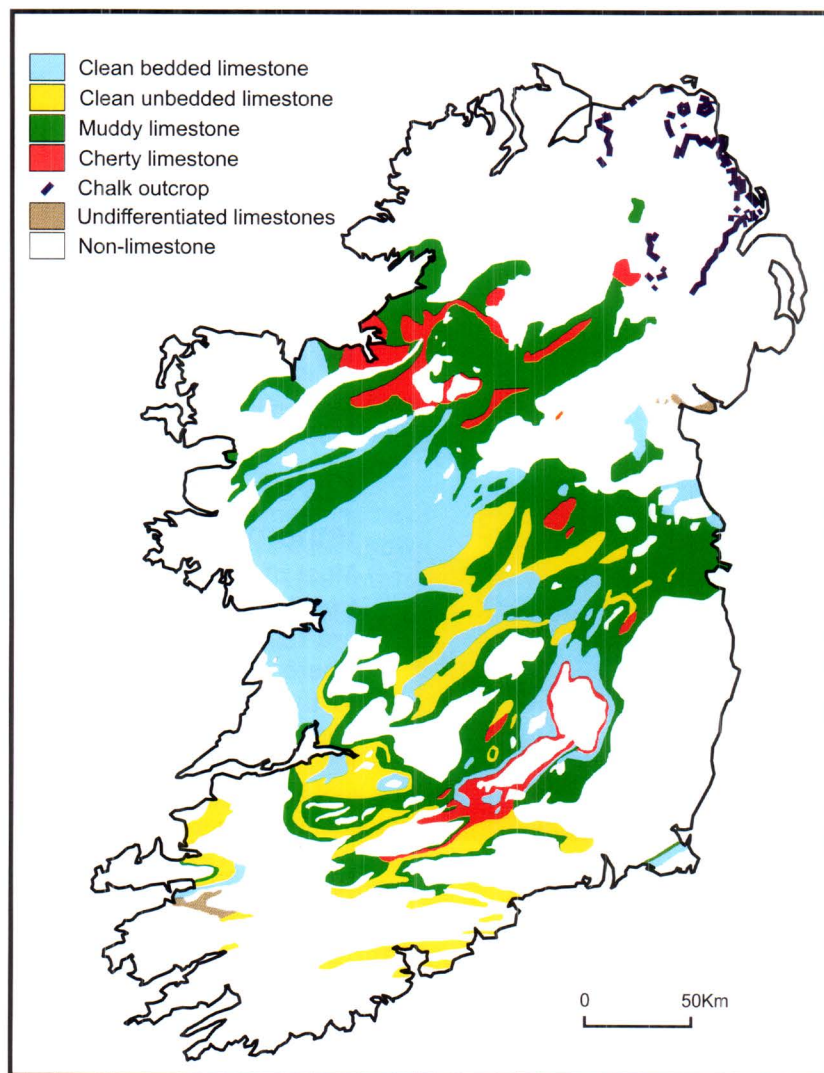 Clean bedded limestone
Clean unbedded limestone
Muddy limestone
Cherty limestone
Chalk outcrop
Undifferentiated limestones
Non-limestone
0 50Km